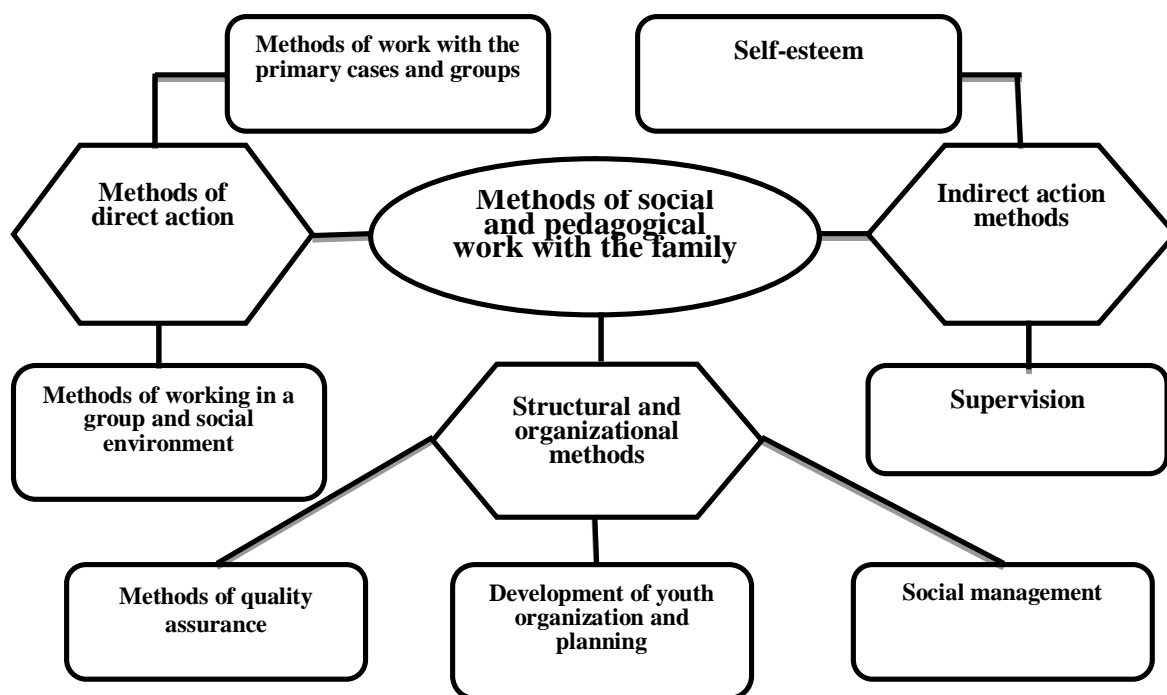 Methods of work with the
primary cases and groups
Self-esteem
Methods of
direct action
Methods of social
and pedagogical
work with the family
Indirect action
methods
Methods of working in a
group and social
environment
Structural and
organizational
methods
Supervision
Methods of quality
assurance
Development of youth
organization and
planning
Social management